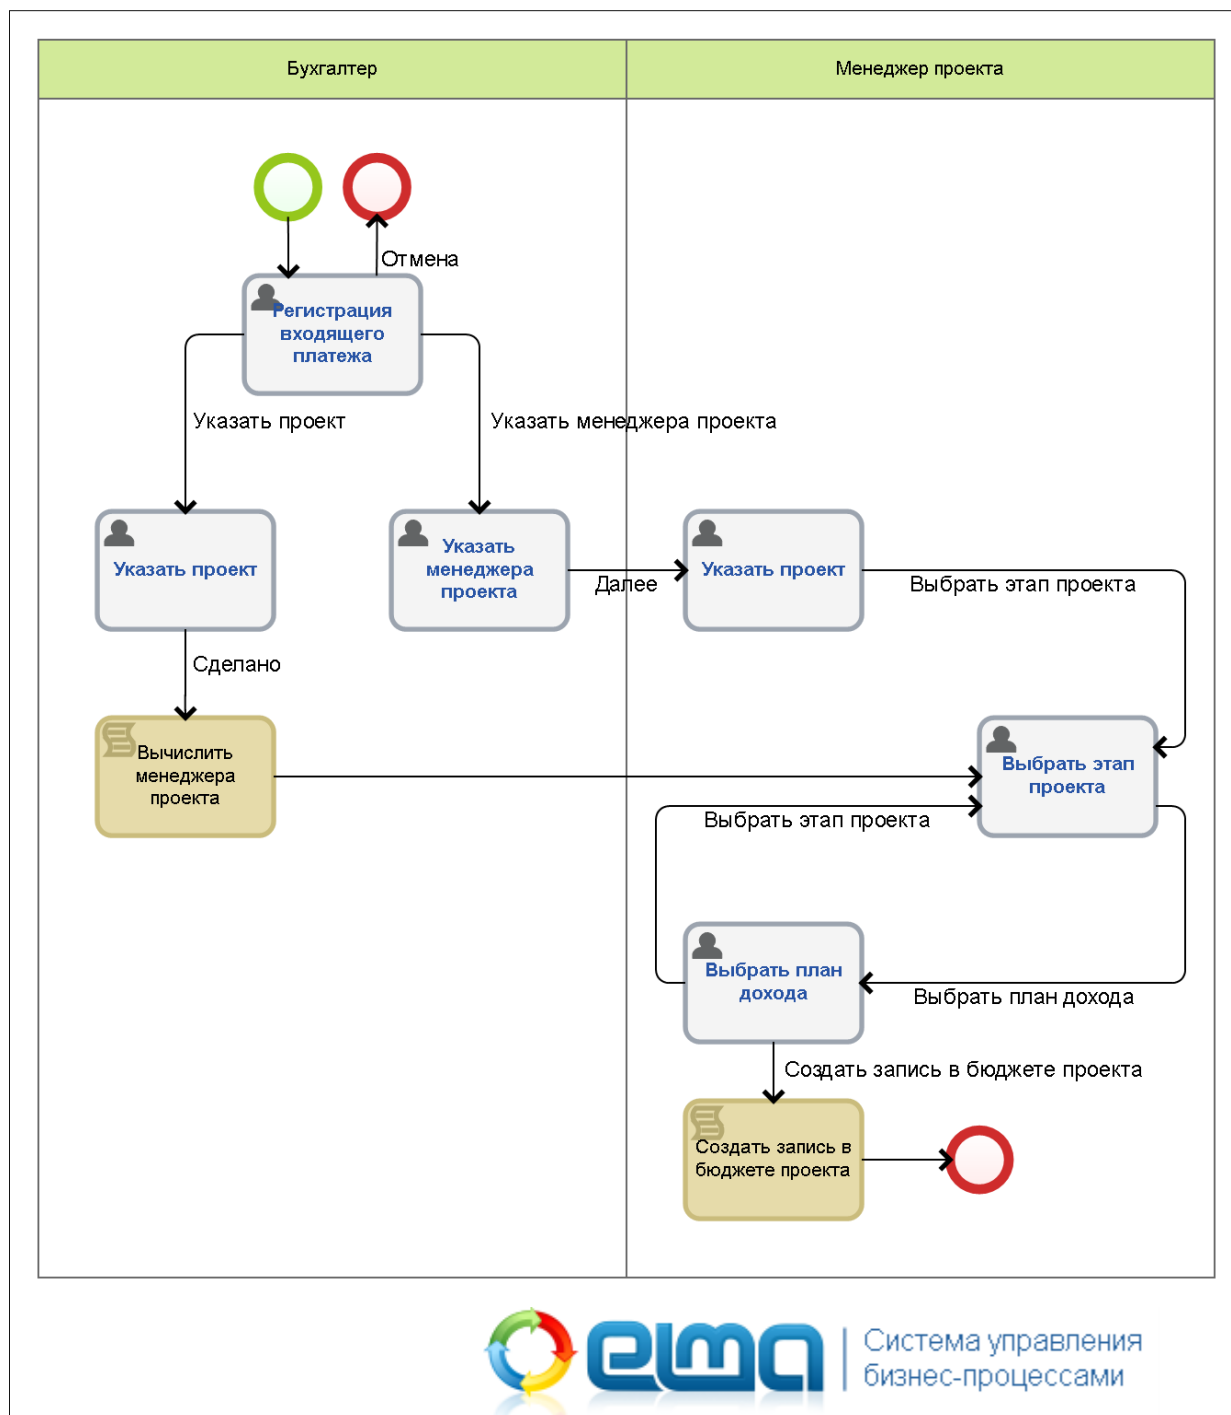 Бухгалтер
Менеджер проекта
Отмена
Регистрация
входящего
платежа
Указать проект
Указать менеджера проекта
Указать проект
Указать
менеджера
проекта
Далее
Указать проект
Выбрать этап проекта
Сделано
Вычислить
менеджера
проекта
Выбрать этап
проекта
Выбрать этап проекта
Выбрать план
дохода
Выбрать план дохода
Создать запись в бюджете проекта
Создать запись в
бюджете проекта
elma
Система управления
бизнес-процессами